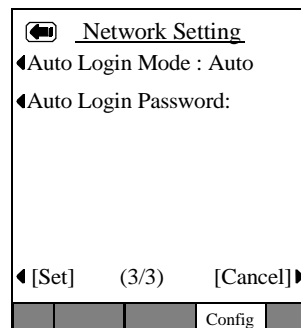 Network Setting
Auto Login Mode : Auto
Auto Login Password:
[Set] (3/3) [Cancel]
Config